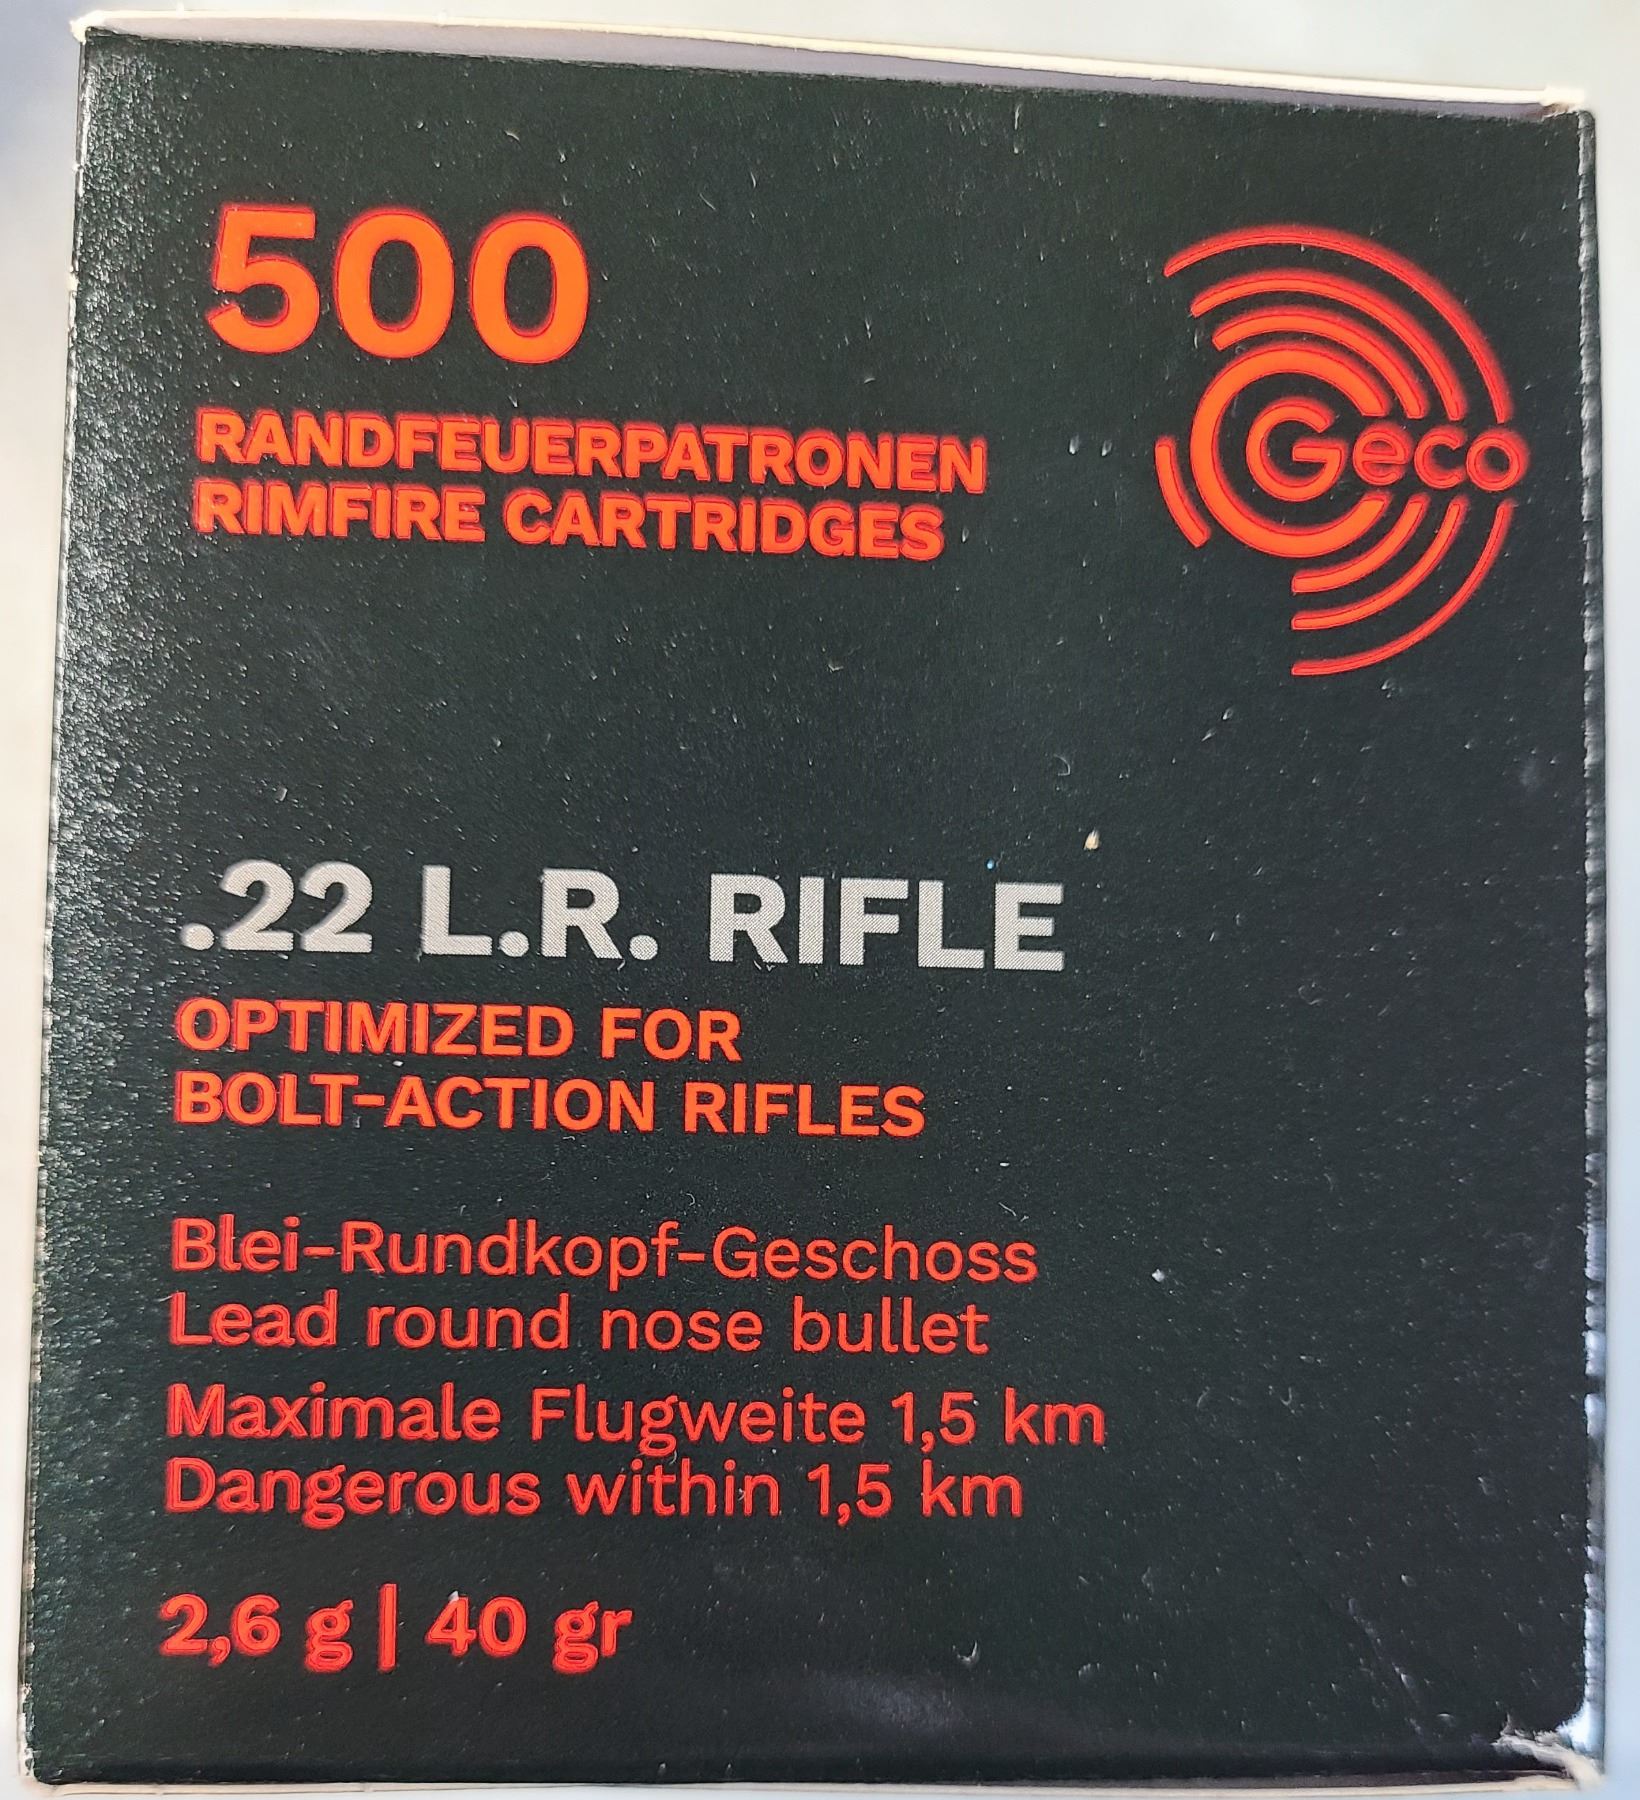 500
RANDFEUERPATRONEN
RIMFIRE CARTRIDGES
Geco
.22 L.R. RIFLE
OPTIMIZED FOR
BOLT-ACTION RIFLES
Blei-Rundkopf-Geschoss
Lead round nose bullet
Maximale Flugweite 1,5 km
Dangerous within 1,5 km
2,6 g | 40 gr